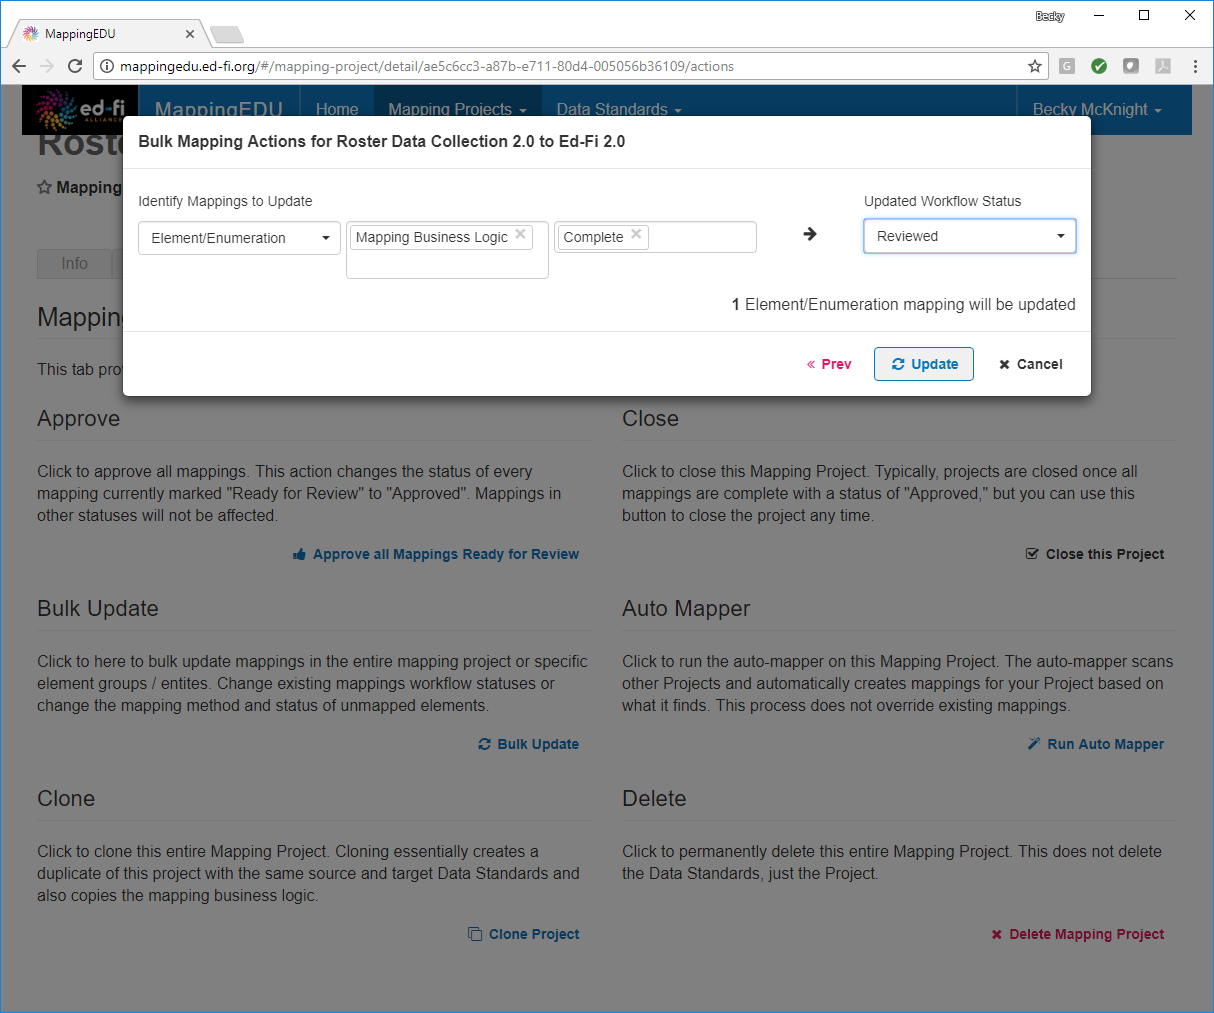 Becky
MappingEDU
mappingedu.ed-fi.org/#/mapping-project/detail/ae5c6cc3-a87b-e711-80d4-005056b36109/actions
ed-fi
ALLIANCE
MappingEDU
Home
Mapping Projects
Data Standards
Becky McKnight
Bulk Mapping Actions for Roster Data Collection 2.0 to Ed-Fi 2.0
Mapping
Identify Mappings to Update
Updated Workflow Status
Element/Enumeration
Mapping Business Logic
Complete
Reviewed
Info
1 Element/Enumeration mapping will be updated
This tab
« Prev
Update
Cancel
Approve
Close
Click to approve all mappings. This action changes the status of every
mapping currently marked "Ready for Review" to "Approved". Mappings in
other statuses will not be affected.
Click to close this Mapping Project. Typically, projects are closed once all
mappings are complete with a status of "Approved," but you can use this
button to close the project any time.
Approve all Mappings Ready for Review
Close this Project
Bulk Update
Auto Mapper
Click to here to bulk update mappings in the entire mapping project or specific
element groups / entites. Change existing mappings workflow statuses or
change the mapping method and status of unmapped elements.
Click to run the auto-mapper on this Mapping Project. The auto-mapper scans
other Projects and automatically creates mappings for your Project based on
what it finds. This process does not override existing mappings.
Bulk Update
Run Auto Mapper
Clone
Delete
Click to clone this entire Mapping Project. Cloning essentially creates a
duplicate of this project with the same source and target Data Standards and
also copies the mapping business logic.
Click to permanently delete this entire Mapping Project. This does not delete
the Data Standards, just the Project.
Clone Project
Delete Mapping Project